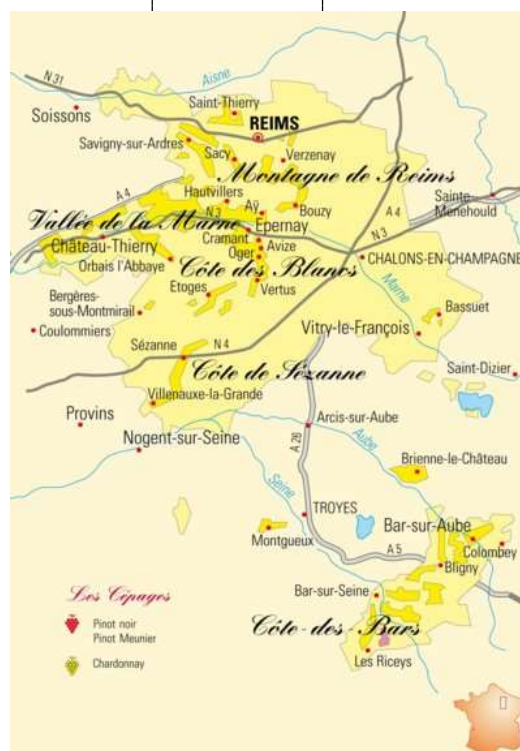 Aisne
N 31
Soissons
Saint-Thierry
REIMS
Savigny-sur-Ardres
Sacy
Verzenay
Montagne de Reims
A 4
Hautvillers
Aÿ
Bouzy
Sainte-
Menehould
A 4
Vallée de la Marne
N 3
Epernay
N 3
Cramant
Avize
Château-Thierry
Oger
CHALONS-EN-CHAMPAGNE
Orbais l'Abbaye
Côte des Blancs
Etoges
Vertus
Marne
Bergères-
sous-Montmirail
Bassuet
Coulommiers
Vitry-le-François
Sézanne
N 4
Côte de Sézanne
Saint-Dizier
Villenauxe-la-Grande
Provins
Arcis-sur-Aube
Nogent-sur-Seine
A 26
Aube
Brienne-le-Château
Seine
TROYES
Montgueux
Bar-sur-Aube
Colombey
A 5
Bligny
Bar-sur-Seine
Les Cépages
Pinot noir
Pinot Meunier
Côte-des-Bars
Chardonnay
Les Riceys